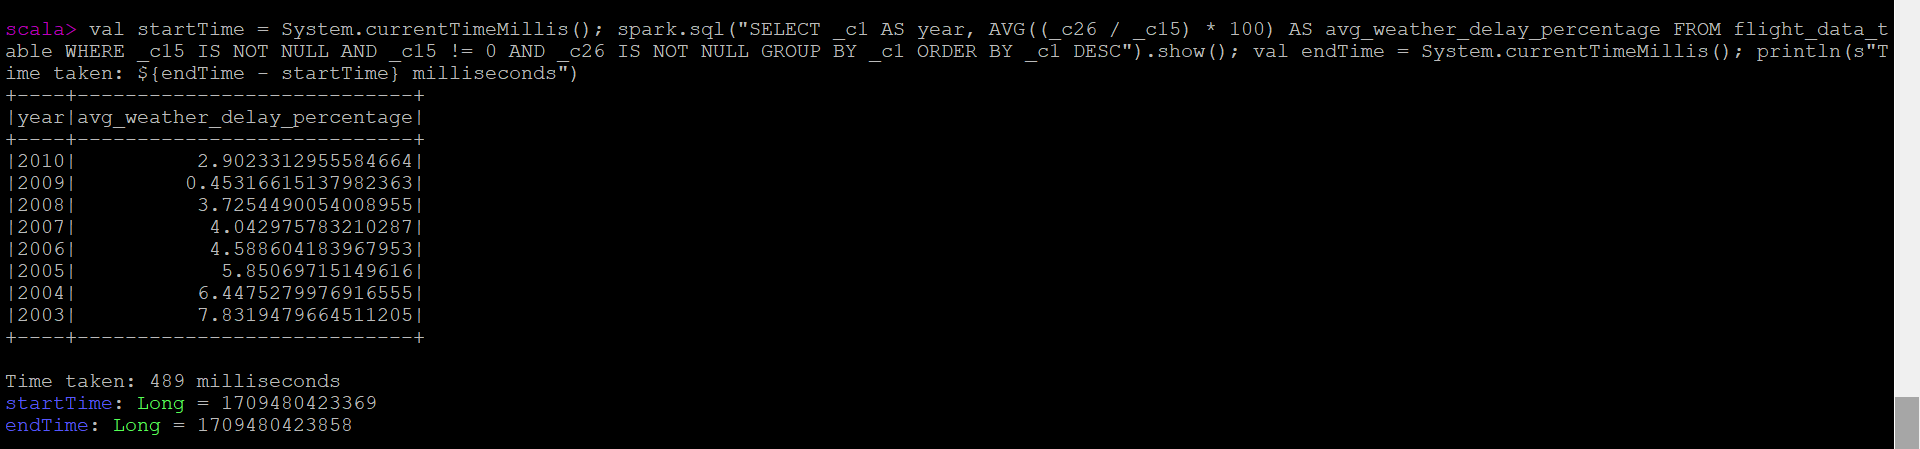 scala> val startTime = System.currentTimeMillis(); spark.sql("SELECT _c1 AS year, AVG((_c26 / _c15) * 100) AS avg_weather_delay_percentage FROM flight_data_t
able WHERE _c15 IS NOT NULL AND _c15 != 0 AND _c26 IS NOT NULL GROUP BY _c1 ORDER BY _c1 DESC").show(); val endTime = System.currentTimeMillis(); println(s"T
ime taken: ${endTime - startTime} milliseconds")
+----+----------------------------+
|year|avg_weather_delay_percentage|
+----+----------------------------+
|2010|          2.9023312955584664|
|2009|         0.45316615137982363|
|2008|          3.7254490054008955|
|2007|           4.042975783210287|
|2006|           4.588604183967953|
|2005|            5.85069715149616|
|2004|          6.4475279976916555|
|2003|          7.8319479664511205|
+----+----------------------------+
Time taken: 489 milliseconds
startTime: Long = 1709480423369
endTime: Long = 1709480423858